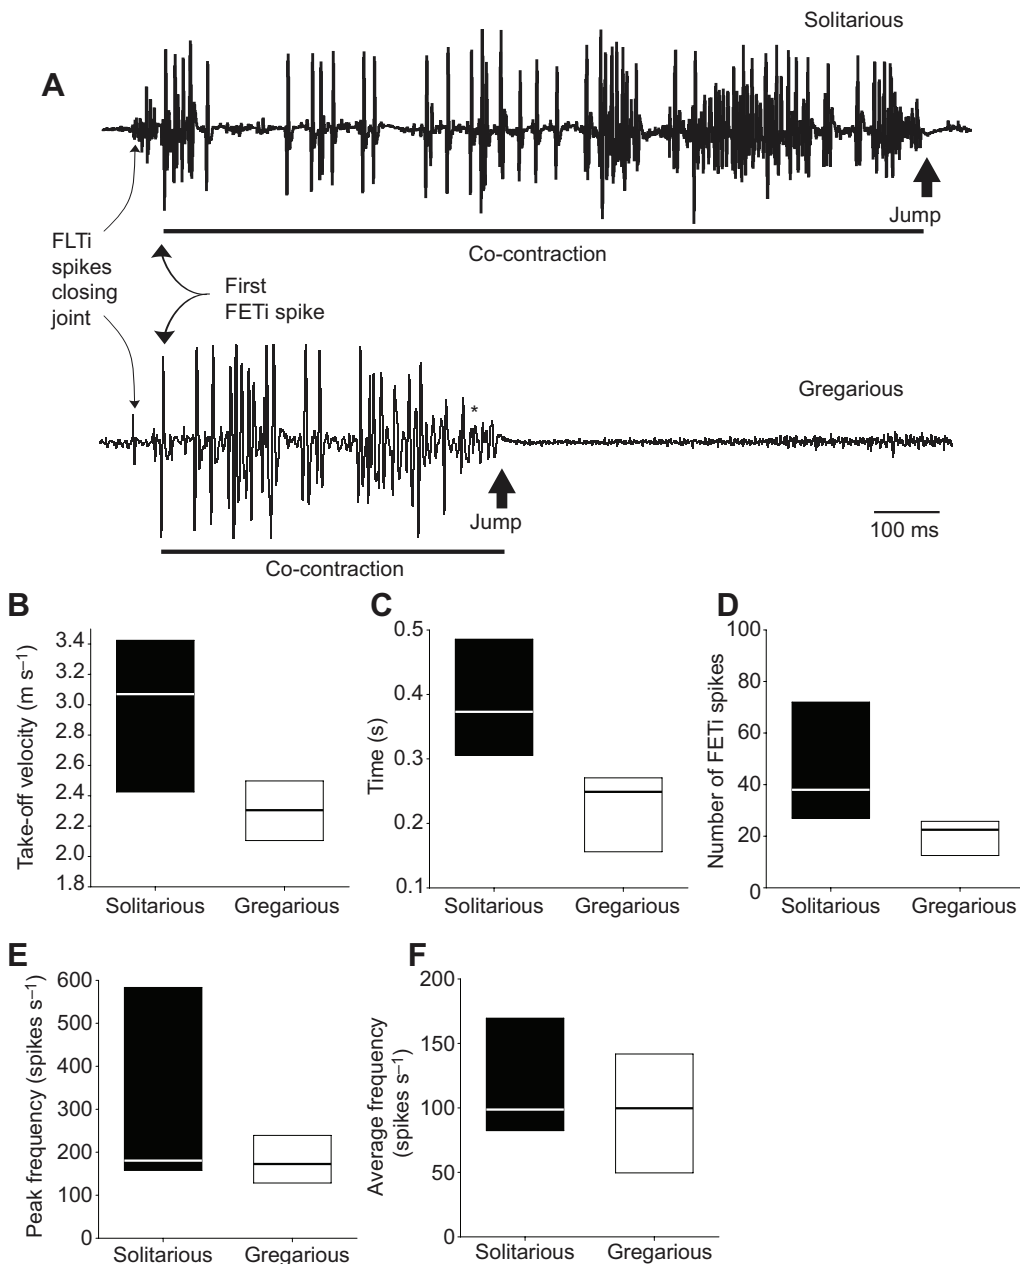 Solitarious
A
Jump
Co-contraction
FLTi
spikes
closing
joint
First
FETi spike
Gregarious
*
Jump
100 ms
Co-contraction
B
Take-off velocity (m s–1)
3.4
3.2
3.0
2.8
2.6
2.4
2.2
2.0
1.8
Solitarious
Gregarious
C
Time (s)
0.5
0.4
0.3
0.2
0.1
Solitarious
Gregarious
D
Number of FETi spikes
100
80
60
40
20
0
Solitarious
Gregarious
E
Peak frequency (spikes s–1)
600
500
400
300
200
100
0
Solitarious
Gregarious
F
Average frequency
(spikes s–1)
200
150
100
50
0
Solitarious
Gregarious